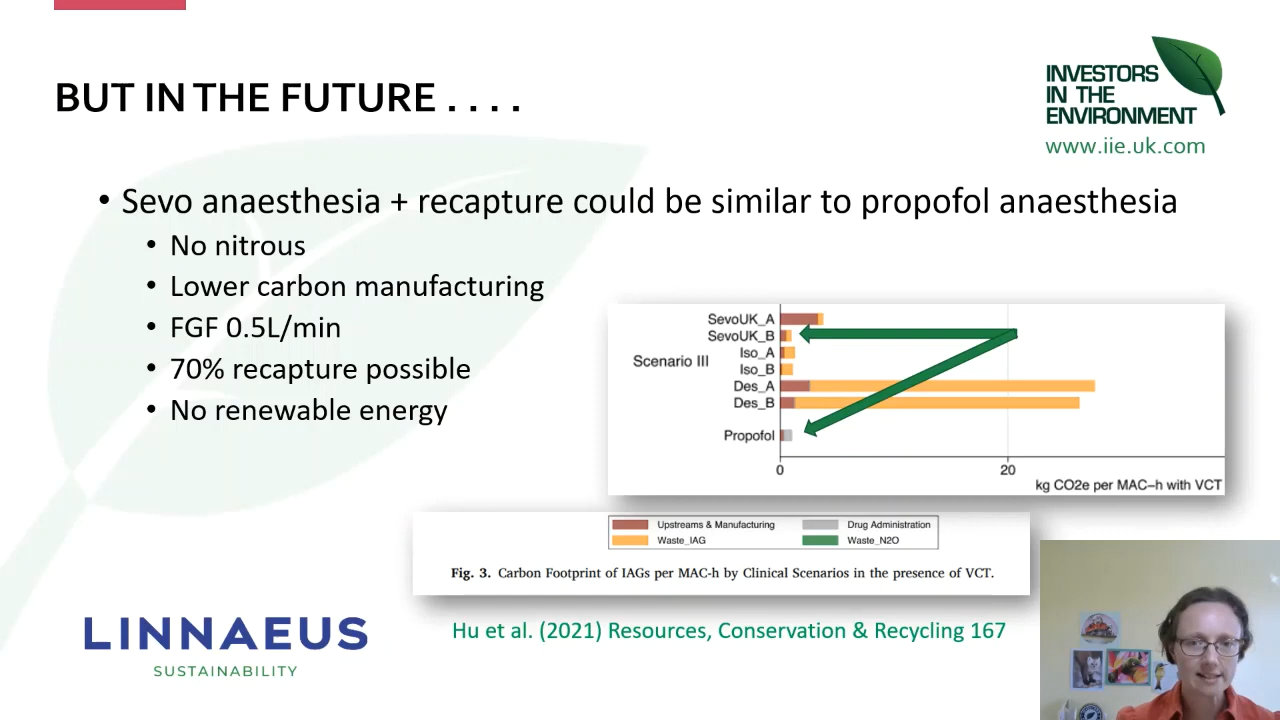 BUT IN THE FUTURE . . . .
INVESTORS
IN THE
ENVIRONMENT
www.iie.uk.com
• Sevo anaesthesia + recapture could be similar to propofol anaesthesia
• No nitrous
• Lower carbon manufacturing
• FGF 0.5L/min
• 70% recapture possible
• No renewable energy
Scenario III
SevoUK_A
SevoUK_B
Iso_A
Iso_B
Des_A
Des_B
Propofol
0 20
kg CO2e per MAC-h with VCT
Upstreams & Manufacturing Drug Administration
Waste_IAG Waste_N2O
Fig. 3. Carbon Footprint of IAGs per MAC-h by Clinical Scenarios in the presence of VCT.
Hu et al. (2021) Resources, Conservation & Recycling 167
LINNAEUS
SUSTAINABILITY